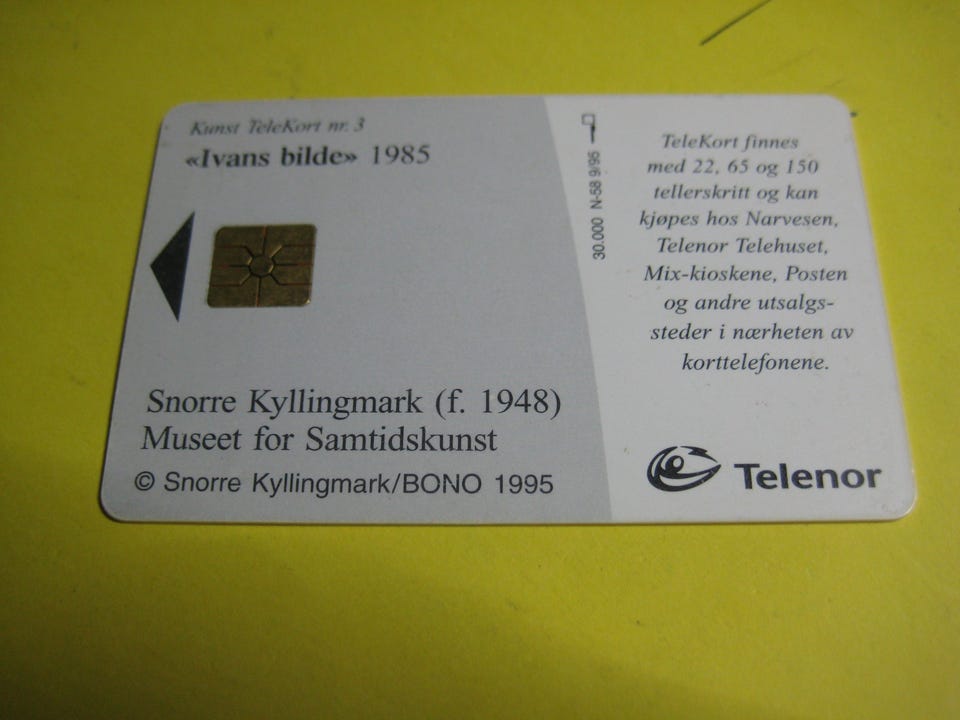 Kunst TeleKort nr. 3
«Ivans bilde» 1985
Snorre Kyllingmark (f. 1948)
Museet for Samtidskunst
© Snorre Kyllingmark/BONO 1995
30.000 N-58 9/95
TeleKort finnes
med 22, 65 og 150
tellerskritt og kan
kjøpes hos Narvesen,
Telenor Telehuset,
Mix-kioskene, Posten
og andre utsalgs-
steder i nærheten av
korttelefonene.
Telenor